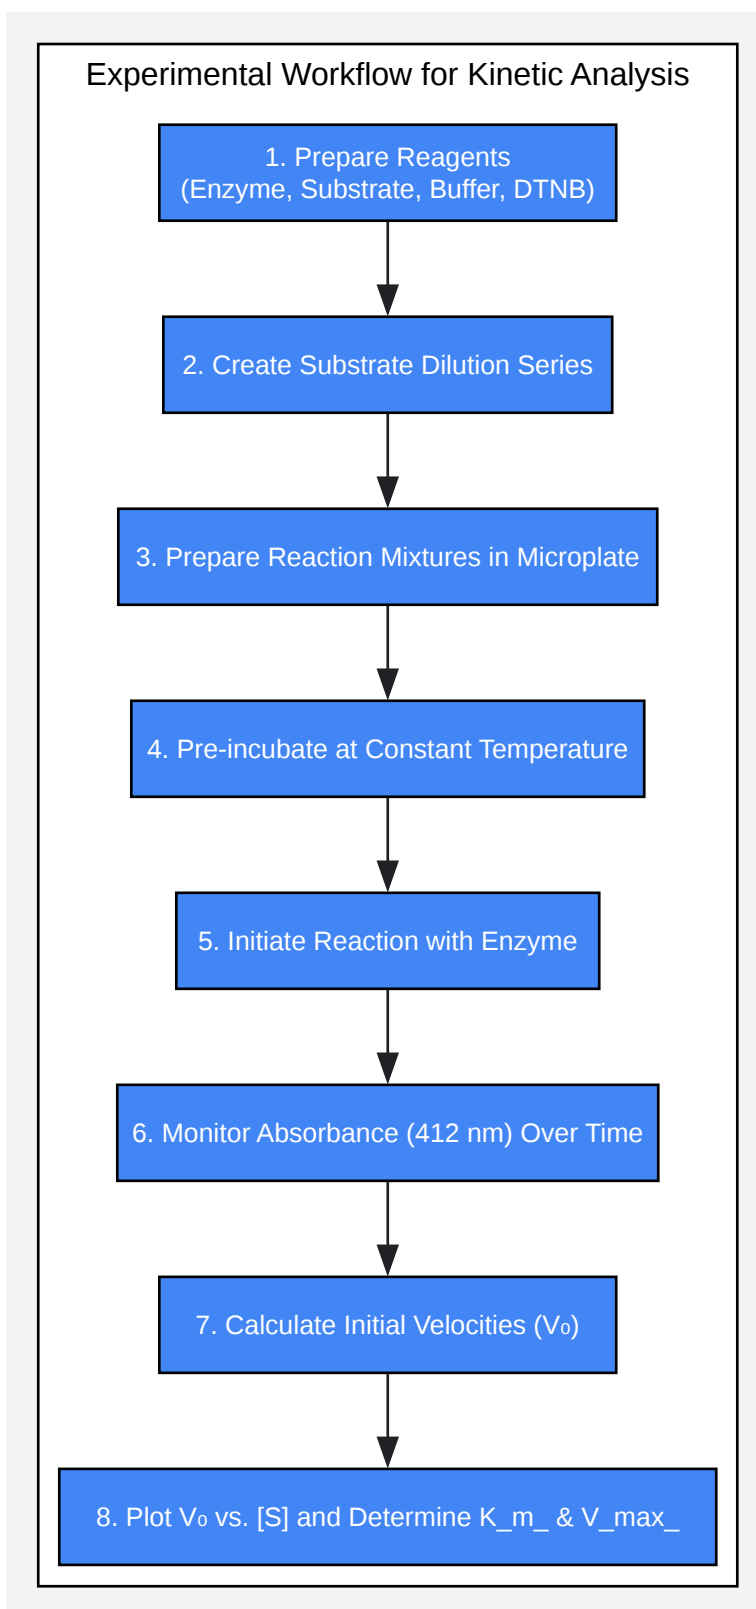 Experimental Workflow for Kinetic Analysis
1. Prepare Reagents
(Enzyme, Substrate, Buffer, DTNB)
2. Create Substrate Dilution Series
3. Prepare Reaction Mixtures in Microplate
4. Pre-incubate at Constant Temperature
5. Initiate Reaction with Enzyme
6. Monitor Absorbance (412 nm) Over Time
7. Calculate Initial Velocities (V₀)
8. Plot V₀ vs. [S] and Determine K_m_ & V_max_